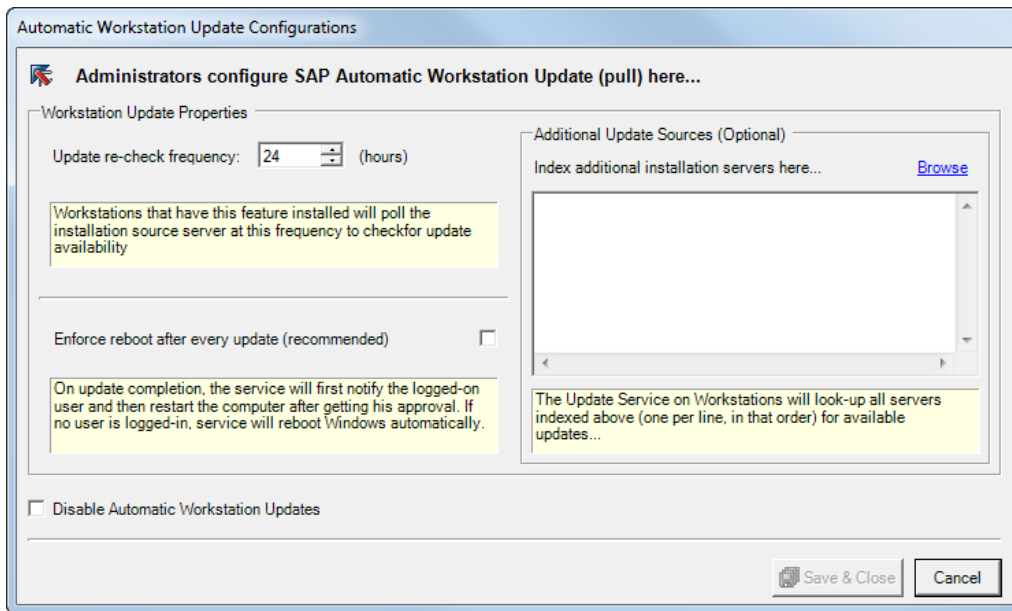 Automatic Workstation Update Configurations
Administrators configure SAP Automatic Workstation Update (pull) here...
Workstation Update Properties
Update re-check frequency: 24 (hours)
Workstations that have this feature installed will poll the
installation source server at this frequency to checkfor update
availability
Enforce reboot after every update (recommended)
On update completion, the service will first notify the logged-on
user and then restart the computer after getting his approval. If
no user is logged-in, service will reboot Windows automatically.
Additional Update Sources (Optional)
Index additional installation servers here... Browse
The Update Service on Workstations will look-up all servers
indexed above (one per line, in that order) for available
updates...
Disable Automatic Workstation Updates
Save & Close Cancel